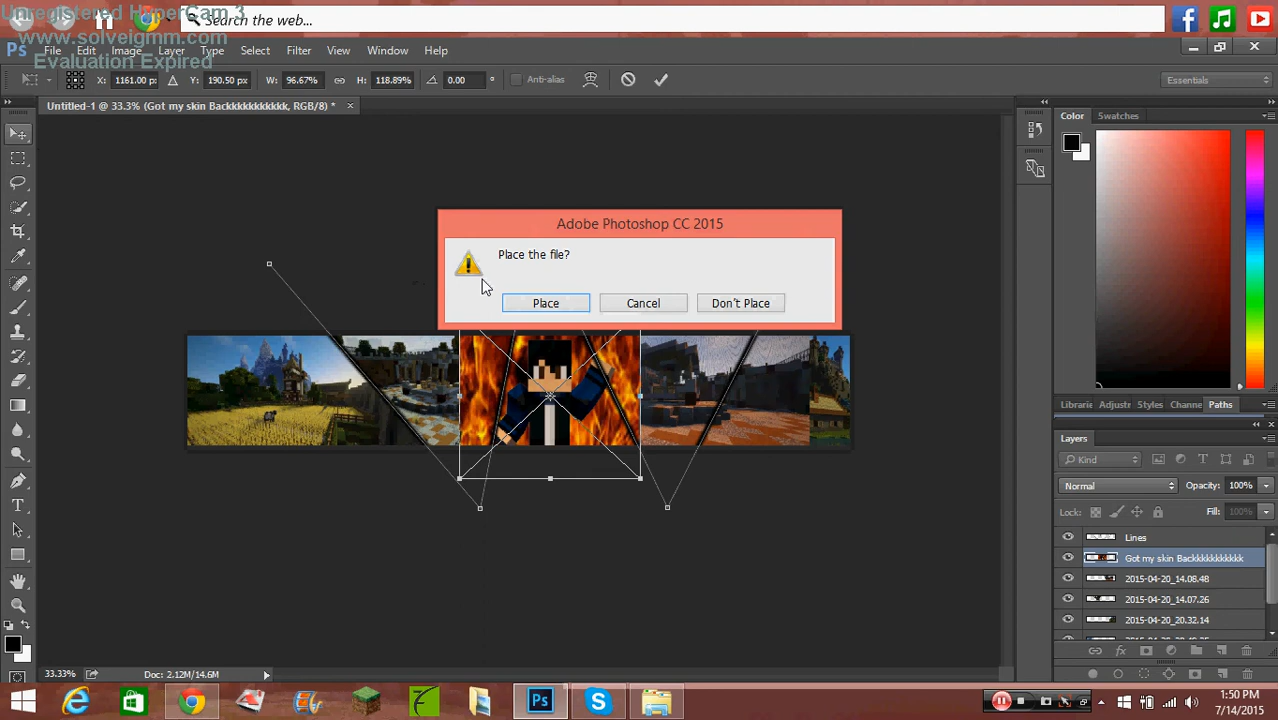 Unregistered HyperCam 3
Search the web...
www.solveigmm.com
Ps File Edit Image Layer Type Select Filter View Window Help
Evaluation Expired
X: 1161.00 px Y: 190.50 px W: 96.67% H: 118.89% 0.00 ° Anti-alias Essentials
Untitled-1 @ 33.3% (Got my skin Backkkkkkkkkkk, RGB/8) *
Color Swatches
Adobe Photoshop CC 2015
Place the file?
Place Cancel Don't Place
Librarie Adjustr Styles Channe Paths
Layers
Kind
Normal Opacity: 100%
Lock: Fill: 100%
Lines
Got my skin Backkkkkkkkkkk
2015-04-20_14.08.48
2015-04-20_14.07.26
2015-04-20_20.32.14
33.33% Doc: 2.12M/14.6M
Ps
1:50 PM
7/14/2015